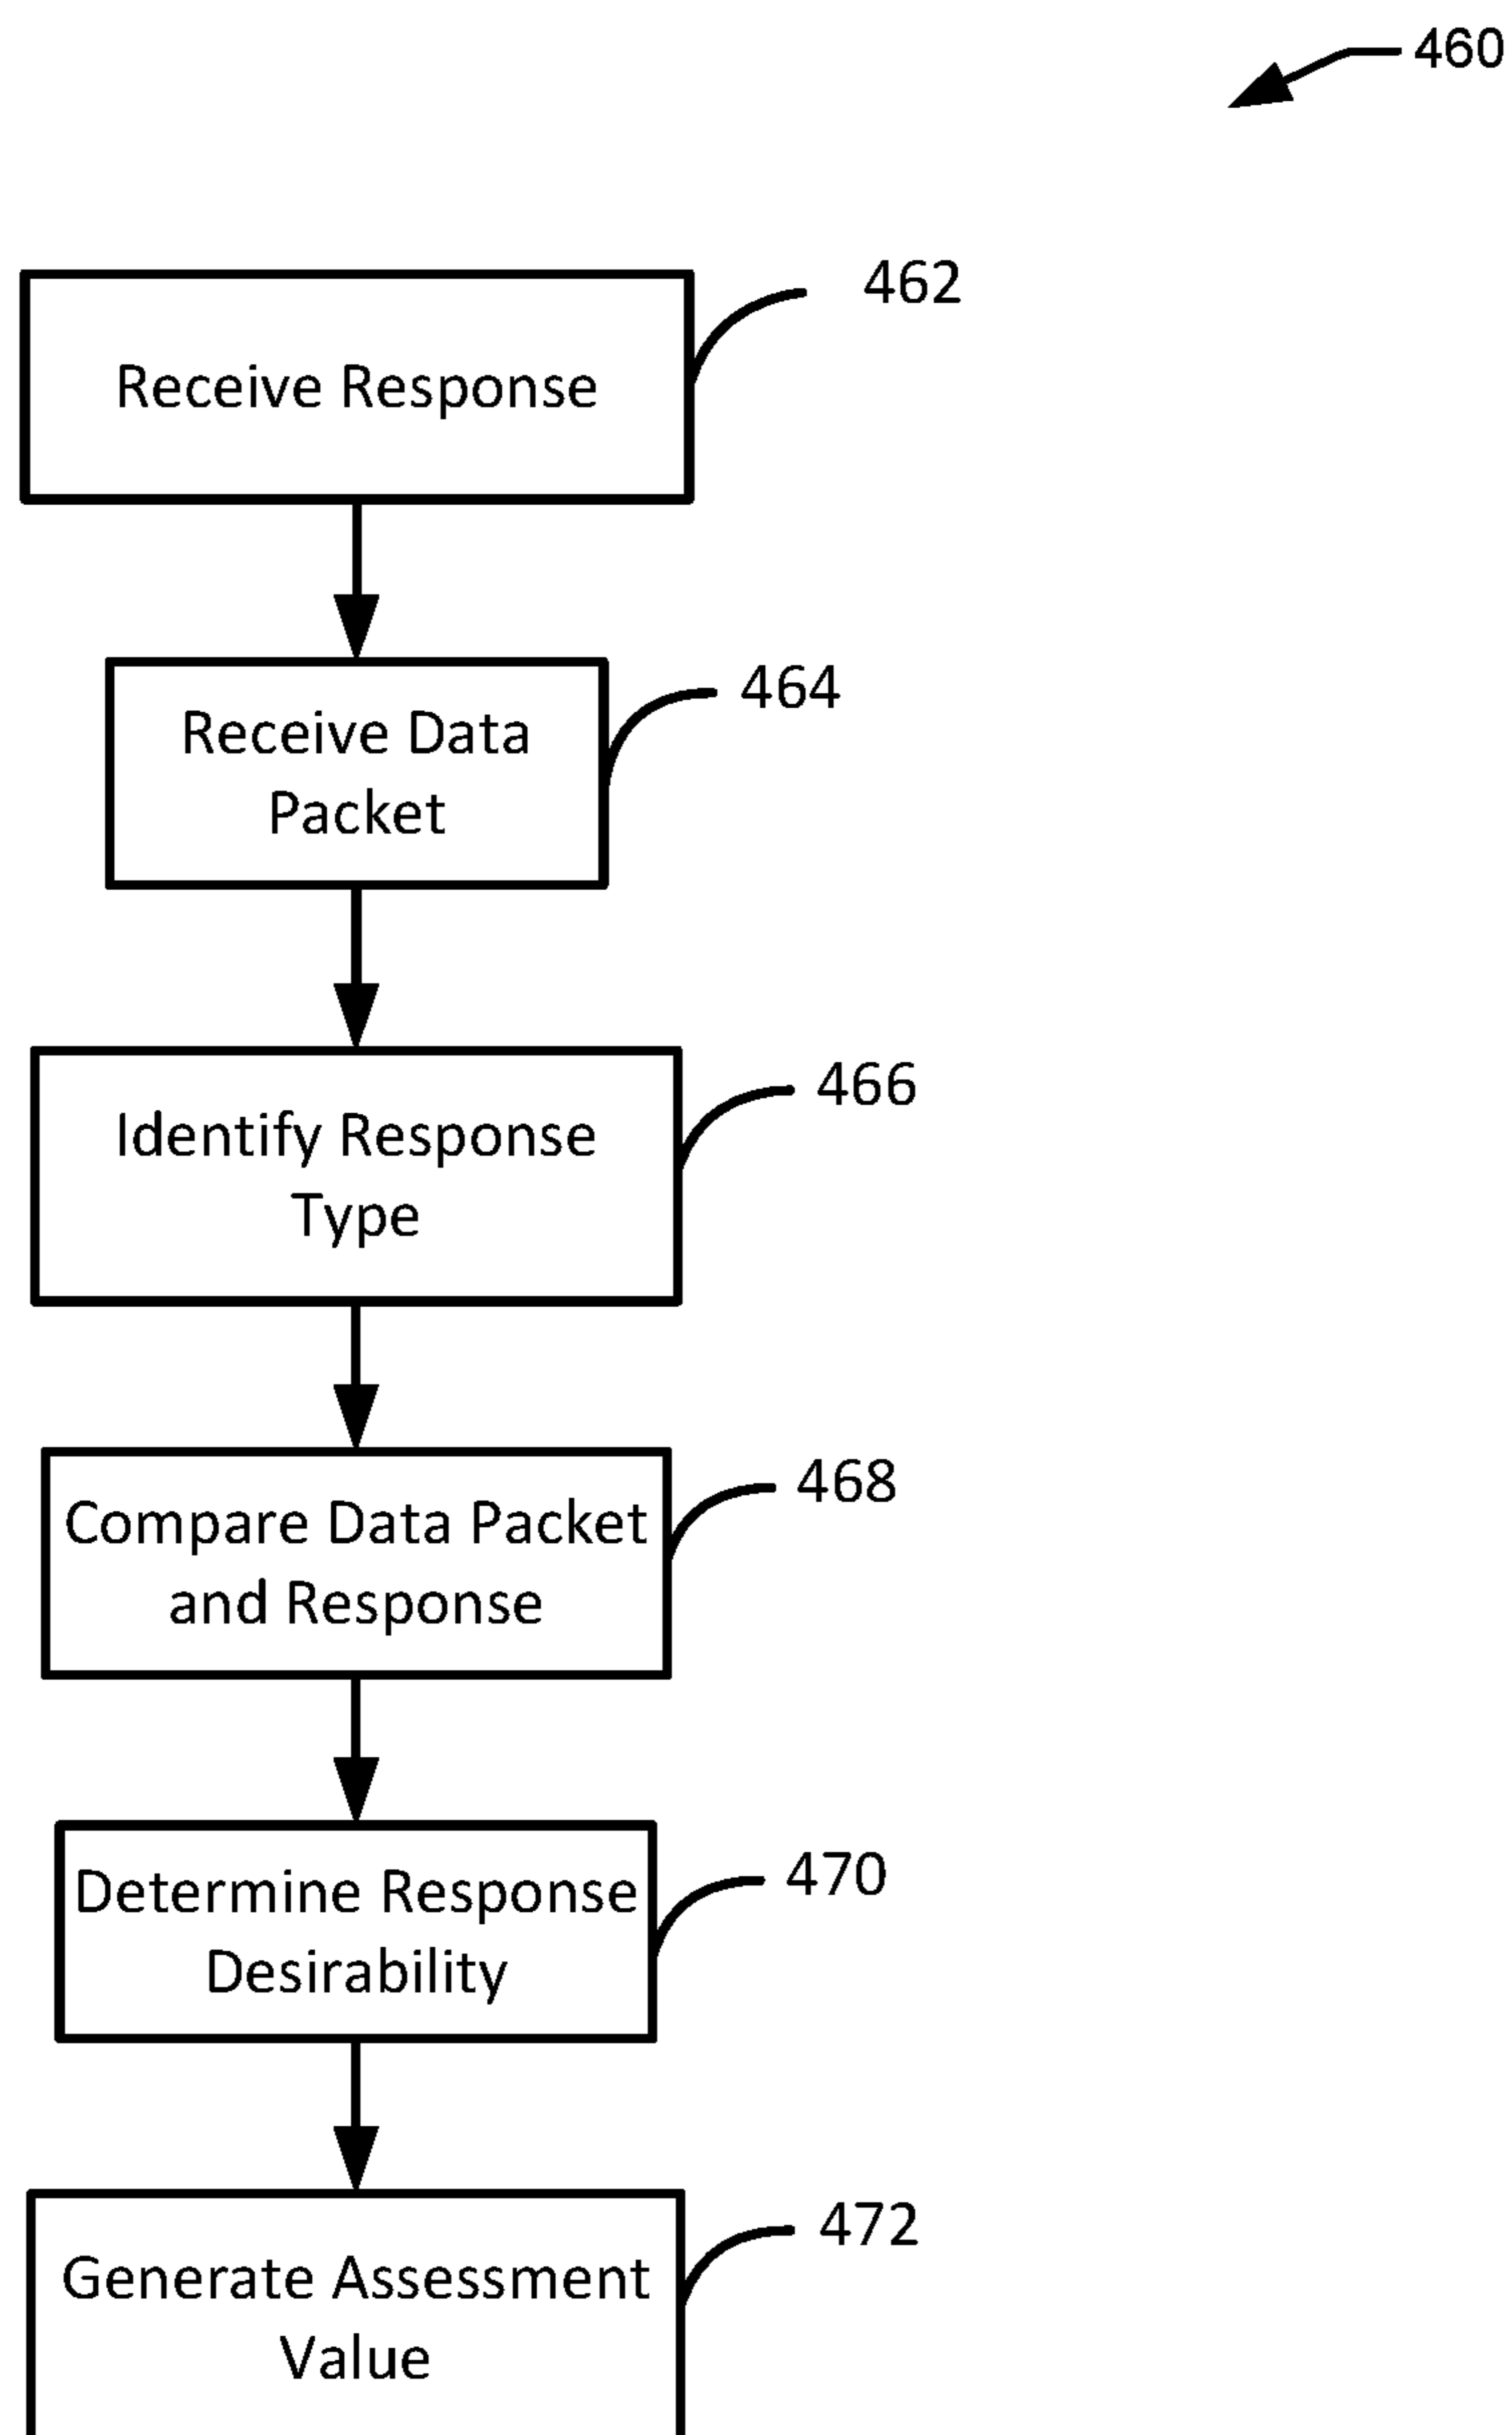 460
Receive Response
462
Receive Data
Packet
464
Identify Response
Type
466
Compare Data Packet
and Response
468
Determine Response
Desirability
470
Generate Assessment
Value
472